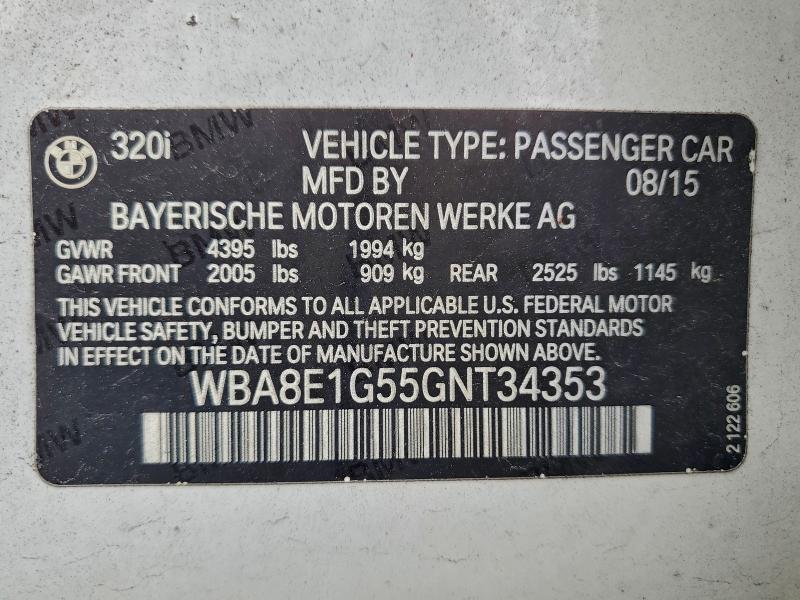 320i VEHICLE TYPE: PASSENGER CAR
MFD BY 08/15
BAYERISCHE MOTOREN WERKE AG
GVWR 4395 lbs 1994 kg
GAWR FRONT 2005 lbs 909 kg REAR 2525 lbs 1145 kg
THIS VEHICLE CONFORMS TO ALL APPLICABLE U.S. FEDERAL MOTOR
VEHICLE SAFETY, BUMPER AND THEFT PREVENTION STANDARDS
IN EFFECT ON THE DATE OF MANUFACTURE SHOWN ABOVE.
WBA8E1G55GNT34353
2 122 606